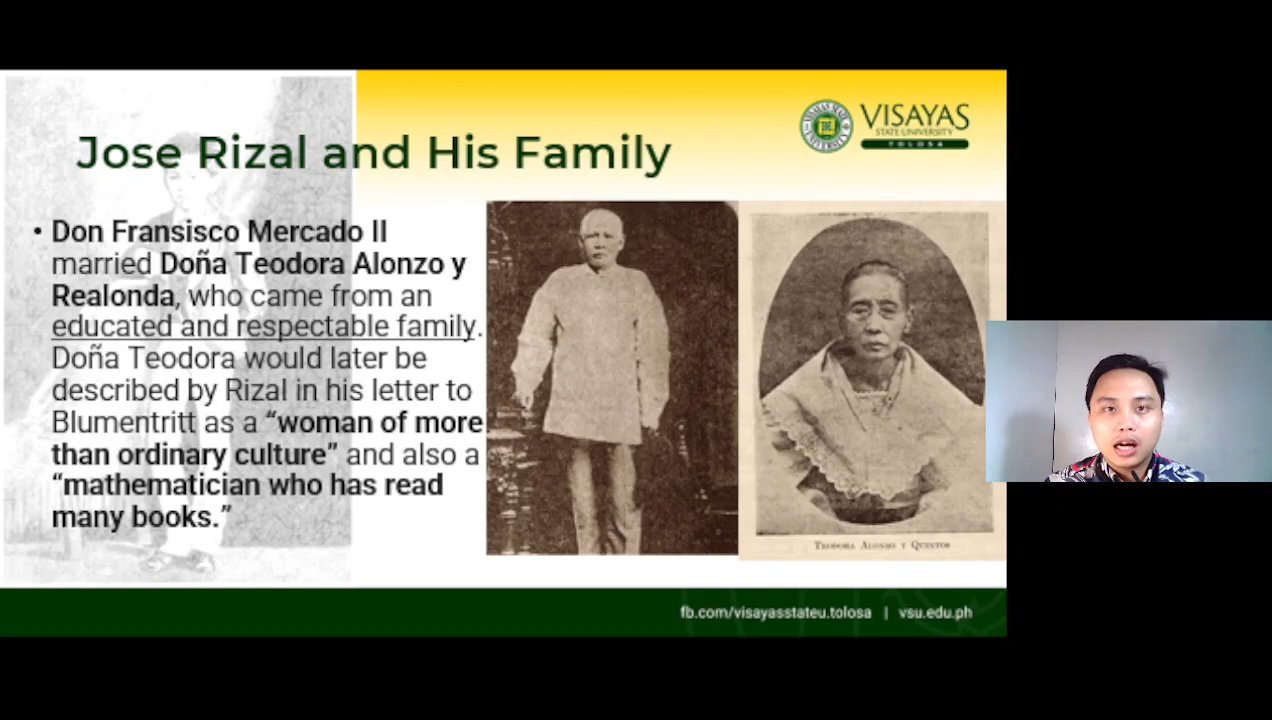 Jose Rizal and His Family
VISAYAS
STATE UNIVERSITY
TOLOSA
• Don Fransisco Mercado II
married Doña Teodora Alonzo y
Realonda, who came from an
educated and respectable family.
Doña Teodora would later be
described by Rizal in his letter to
Blumentritt as a “woman of more
than ordinary culture” and also a
“mathematician who has read
many books.”
Teodora Alonso y Quintos
fb.com/visayasstateu.tolosa | vsu.edu.ph